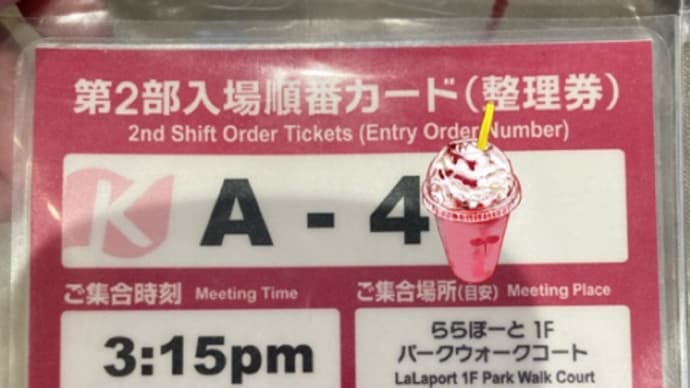 第2部入場順番カード（整理券）
2nd Shift Order Tickets (Entry Order Number)
K A - 4
ご集合時刻 Meeting Time
ご集合場所(目安) Meeting Place
3:15pm
ららぽーと 1F
パークウォークコート
LaLaport 1F Park Walk Court